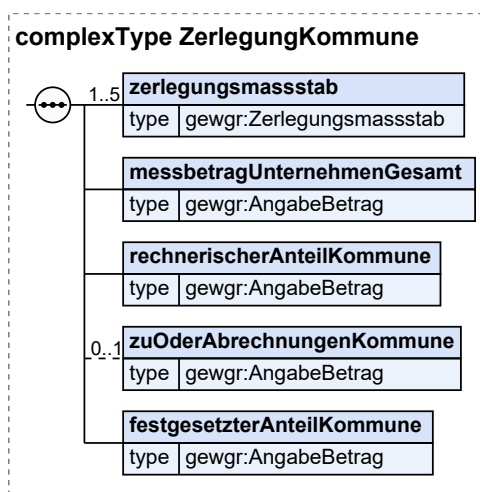 complexType ZerlegungKommune
1..5
zerlegungsmassstab
type gewgr:Zerlegungsmassstab
messbetragUnternehmenGesamt
type gewgr:AngabeBetrag
rechnerischerAnteilKommune
type gewgr:AngabeBetrag
0..1
zuOderAbrechnungenKommune
type gewgr:AngabeBetrag
festgesetzterAnteilKommune
type gewgr:AngabeBetrag